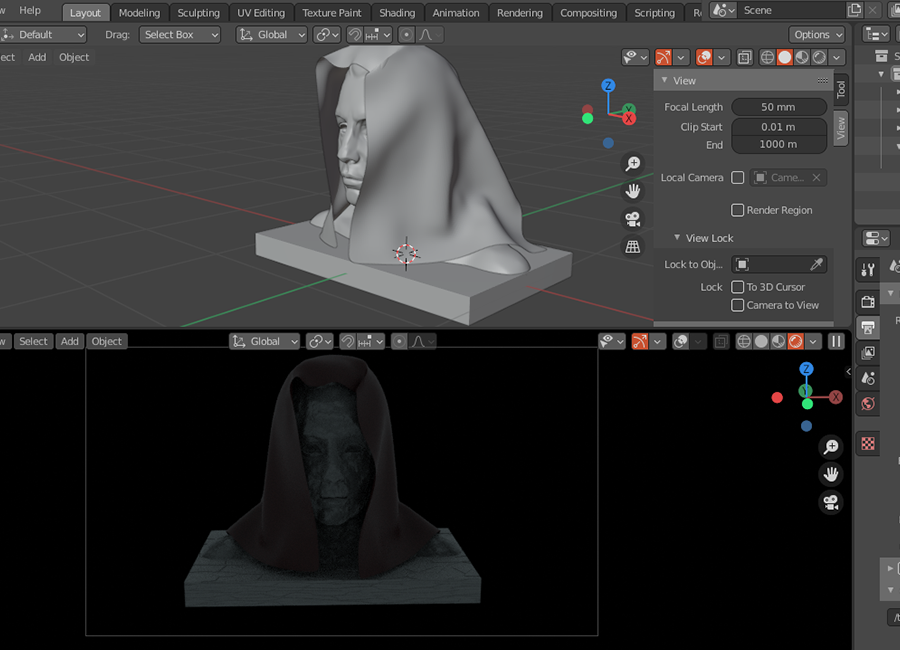 Help Layout Modeling Sculpting UV Editing Texture Paint Shading Animation Rendering Compositing Scripting Scene
Default Drag: Select Box Global Options
ect Add Object
View
Focal Length 50 mm
Clip Start 0.01 m
End 1000 m
Local Camera Came...
Render Region
View Lock
Lock to Obj...
Lock To 3D Cursor
Camera to View
Tool
View
Z
Y
X
Select Add Object Global
Z
Y
X